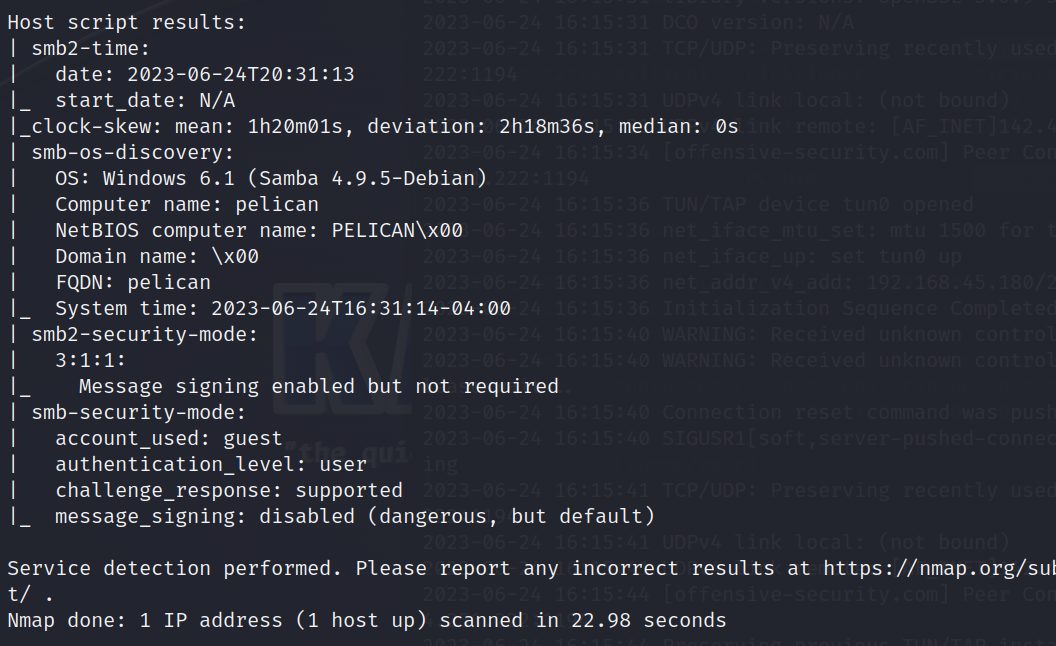 Host script results:
| smb2-time:
|   date: 2023-06-24T20:31:13
|_  start_date: N/A
|_clock-skew: mean: 1h20m01s, deviation: 2h18m36s, median: 0s
| smb-os-discovery:
|   OS: Windows 6.1 (Samba 4.9.5-Debian)
|   Computer name: pelican
|   NetBIOS computer name: PELICAN\x00
|   Domain name: \x00
|   FQDN: pelican
|_  System time: 2023-06-24T16:31:14-04:00
| smb2-security-mode:
|   3:1:1:
|_    Message signing enabled but not required
| smb-security-mode:
|   account_used: guest
|   authentication_level: user
|   challenge_response: supported
|_  message_signing: disabled (dangerous, but default)
Service detection performed. Please report any incorrect results at https://nmap.org/sub
t/ .
Nmap done: 1 IP address (1 host up) scanned in 22.98 seconds
2023-06-24 16:15:31 DCO version: N/A
2023-06-24 16:15:31 TCP/UDP: Preserving recently used
222:1194
2023-06-24 16:15:31 UDPv4 link local: (not bound)
link remote: [AF_INET]142.4
2023-06-24 16:15:34 [offensive-security.com] Peer Con
222:1194
2023-06-24 16:15:36 TUN/TAP device tun0 opened
2023-06-24 16:15:36 net_iface_mtu_set: mtu 1500 for t
2023-06-24 16:15:36 net_iface_up: set tun0 up
2023-06-24 16:15:36 net_addr_v4_add: 192.168.45.180/2
2023-06-24 16:15:36 Initialization Sequence Completed
2023-06-24 16:15:40 WARNING: Received unknown control
2023-06-24 16:15:40 WARNING: Received unknown control
2023-06-24 16:15:40 Connection reset command was push
2023-06-24 16:15:40 SIGUSR1[soft,server-pushed-connec
ing
2023-06-24 16:15:41 TCP/UDP: Preserving recently used
2023-06-24 16:15:41 UDPv4 link local: (not bound)
2023-06-24 16:15:44 [offensive-security.com] Peer Con
"the qui